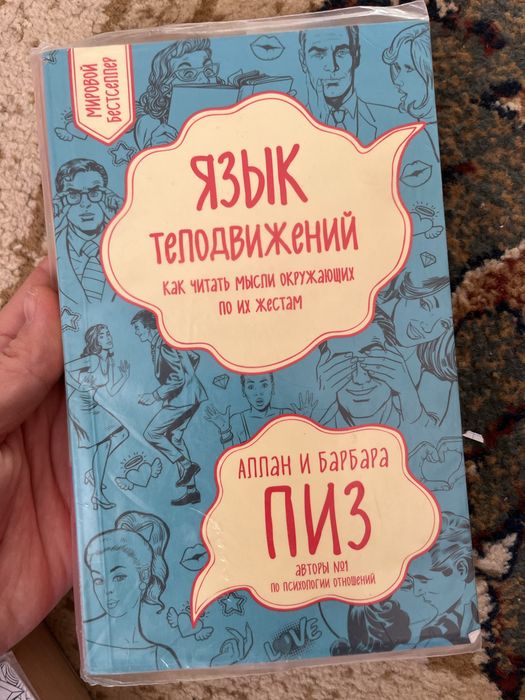 МИРОВОЙ
БЕСТСЕЛЛЕР
ЯЗЫК
ТЕЛОДВИЖЕНИЙ
КАК ЧИТАТЬ МЫСЛИ ОКРУЖАЮЩИХ
ПО ИХ ЖЕСТАМ
АЛЛАН И БАРБАРА
ПИЗ
АВТОРЫ №1
ПО ПСИХОЛОГИИ ОТНОШЕНИЙ
LOVE